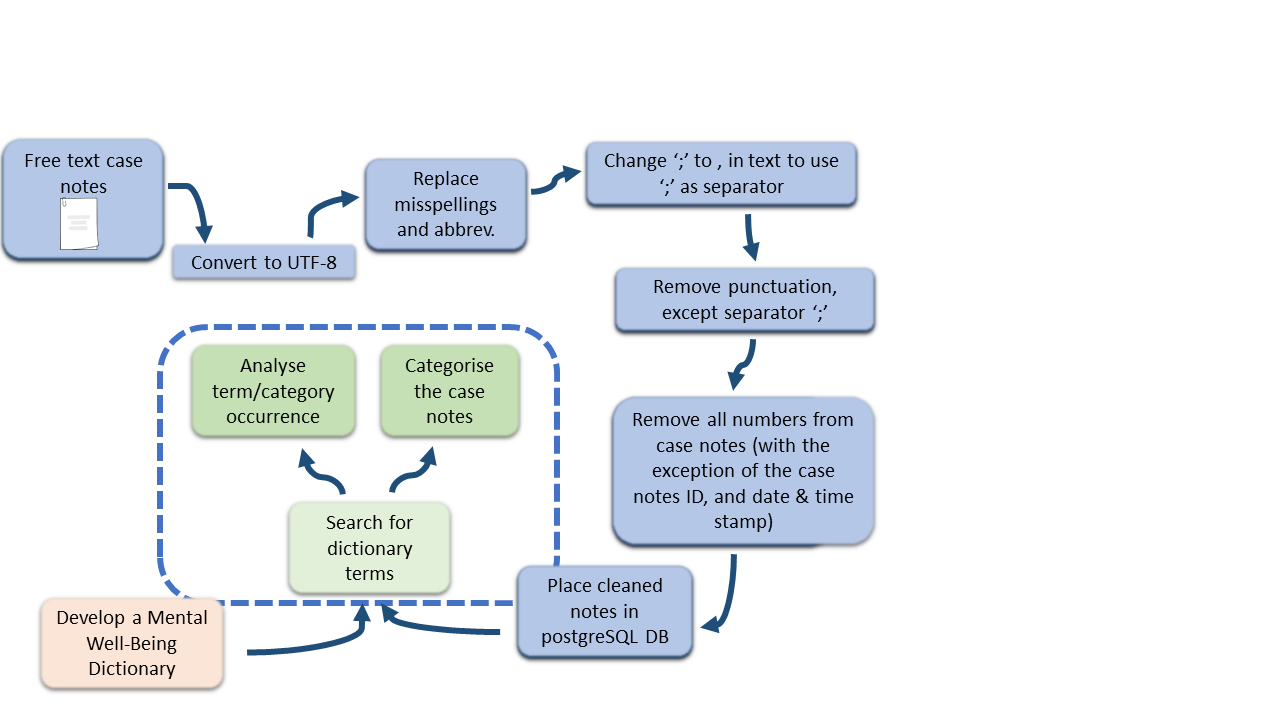 Free text case
notes
Convert to UTF-8
Replace
misspellings
and abbrev.
Change ‘;’ to , in text to use
‘;’ as separator
Remove punctuation,
except separator ‘;’
Remove all numbers from
case notes (with the
exception of the case
notes ID, and date & time
stamp)
Place cleaned
notes in
postgreSQL DB
Develop a Mental
Well-Being
Dictionary
Search for
dictionary
terms
Analyse
term/category
occurrence
Categorise
the case
notes